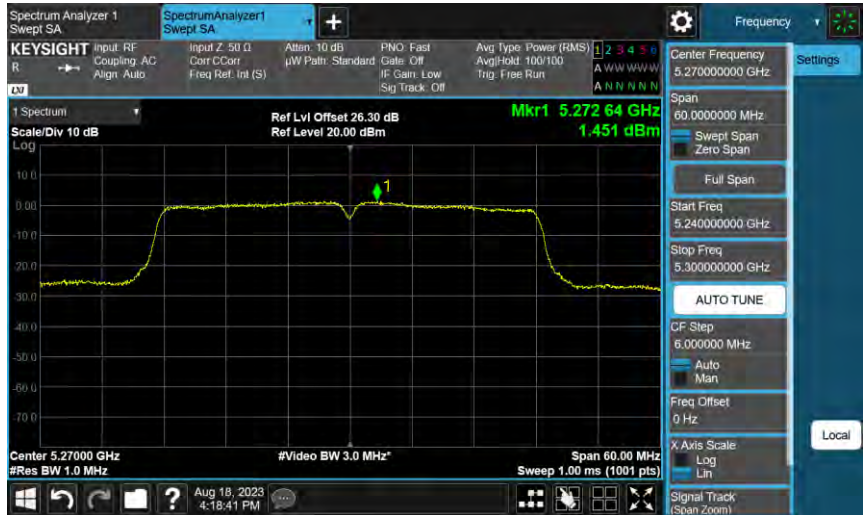 Spectrum Analyzer 1
Swept SA
SpectrumAnalyzer1
Swept SA
Frequency
KEYSIGHT
R
LXI
Input: RF
Coupling: AC
Align: Auto
Input Z: 50 Ω
Corr CCorr
Freq Ref: Int (S)
Atten: 10 dB
µW Path: Standard
PNO: Fast
Gate: Off
IF Gain: Low
Sig Track: Off
Avg Type: Power (RMS)
Avg|Hold: 100/100
Trig: Free Run
1 2 3 4 5 6
A W W W W W
A N N N N N
1 Spectrum
Scale/Div 10 dB
Ref Lvl Offset 26.30 dB
Ref Level 20.00 dBm
Mkr1 5.272 64 GHz
1.451 dBm
Log
10.0
0.00
-10.0
-20.0
-30.0
-40.0
-50.0
-60.0
-70.0
1
Center 5.27000 GHz
#Res BW 1.0 MHz
#Video BW 3.0 MHz*
Span 60.00 MHz
Sweep 1.00 ms (1001 pts)
Aug 18, 2023
4:18:41 PM
Center Frequency
5.270000000 GHz
Settings
Span
60.0000000 MHz
Swept Span
Zero Span
Full Span
Start Freq
5.240000000 GHz
Stop Freq
5.300000000 GHz
AUTO TUNE
CF Step
6.000000 MHz
Auto
Man
Freq Offset
0 Hz
X Axis Scale
Log
Lin
Signal Track
(Span Zoom)
Local